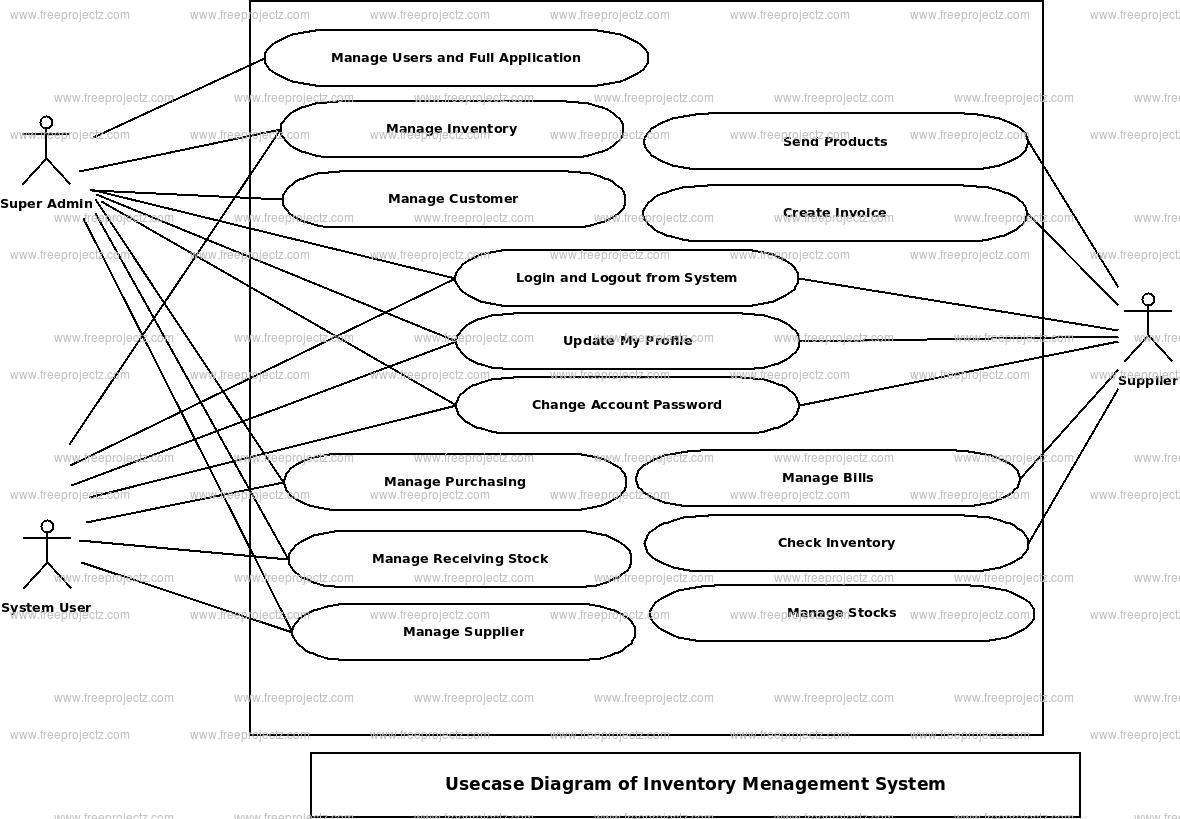 Manage Users and Full Application
Manage Inventory
Send Products
Super Admin
Manage Customer
Create Invoice
Login and Logout from System
Update My Profile
Supplier
Change Account Password
Manage Purchasing
Manage Bills
Check Inventory
Manage Receiving Stock
System User
Manage Stocks
Manage Supplier
Usecase Diagram of Inventory Menagement System
www.freeprojectz.com